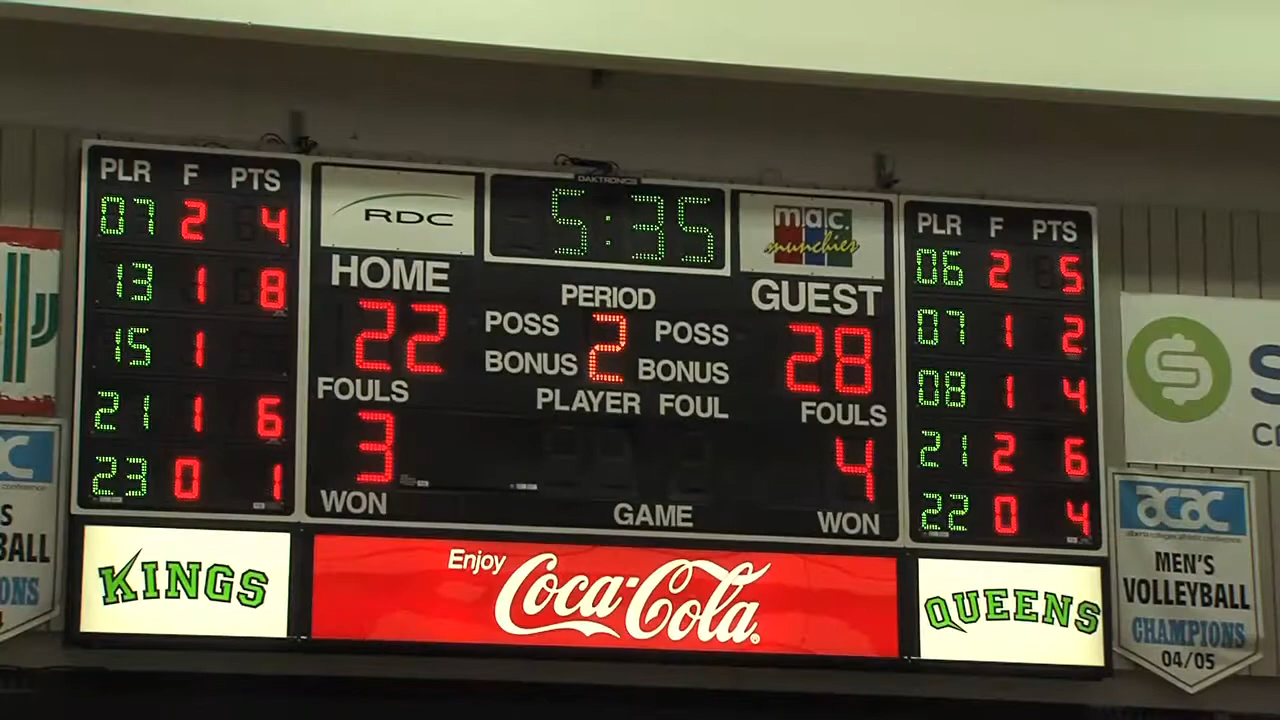 DAKTRONICS
PLR F PTS
07 2 4
13 1 8
15 1
21 1 6
23 0 1
RDC
5:35
mac.
munchies
HOME
22
PERIOD
2
POSS POSS
BONUS BONUS
GUEST
28
FOULS
3
PLAYER FOUL
FOULS
4
WON
GAME
WON
PLR F PTS
06 2 5
07 1 2
08 1 4
21 2 6
22 0 4
KINGS
Enjoy
Coca-Cola
QUEENS
acac
MEN'S
VOLLEYBALL
CHAMPIONS
04/05